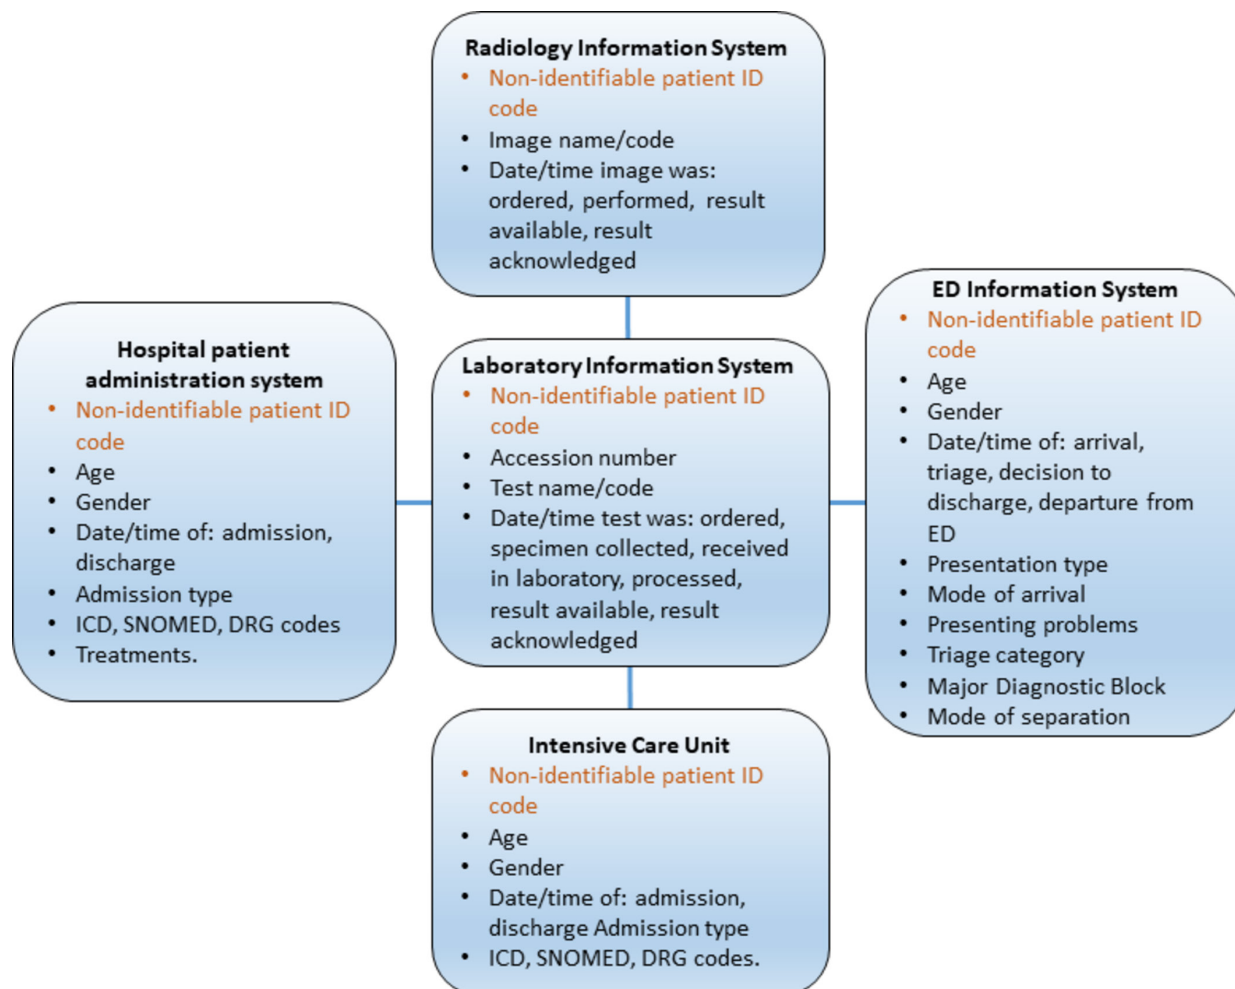 Radiology Information System
• Non-identifiable patient ID
code
• Image name/code
• Date/time image was:
ordered, performed, result
available, result
acknowledged
Hospital patient
administration system
• Non-identifiable patient ID
code
• Age
• Gender
• Date/time of: admission,
discharge
• Admission type
• ICD, SNOMED, DRG codes
• Treatments.
Laboratory Information System
• Non-identifiable patient ID
code
• Accession number
• Test name/code
• Date/time test was: ordered,
specimen collected, received
in laboratory, processed,
result available, result
acknowledged
ED Information System
• Non-identifiable patient ID
code
• Age
• Gender
• Date/time of: arrival,
triage, decision to
discharge, departure from
ED
• Presentation type
• Mode of arrival
• Presenting problems
• Triage category
• Major Diagnostic Block
• Mode of separation
Intensive Care Unit
• Non-identifiable patient ID
code
• Age
• Gender
• Date/time of: admission,
discharge Admission type
• ICD, SNOMED, DRG codes.